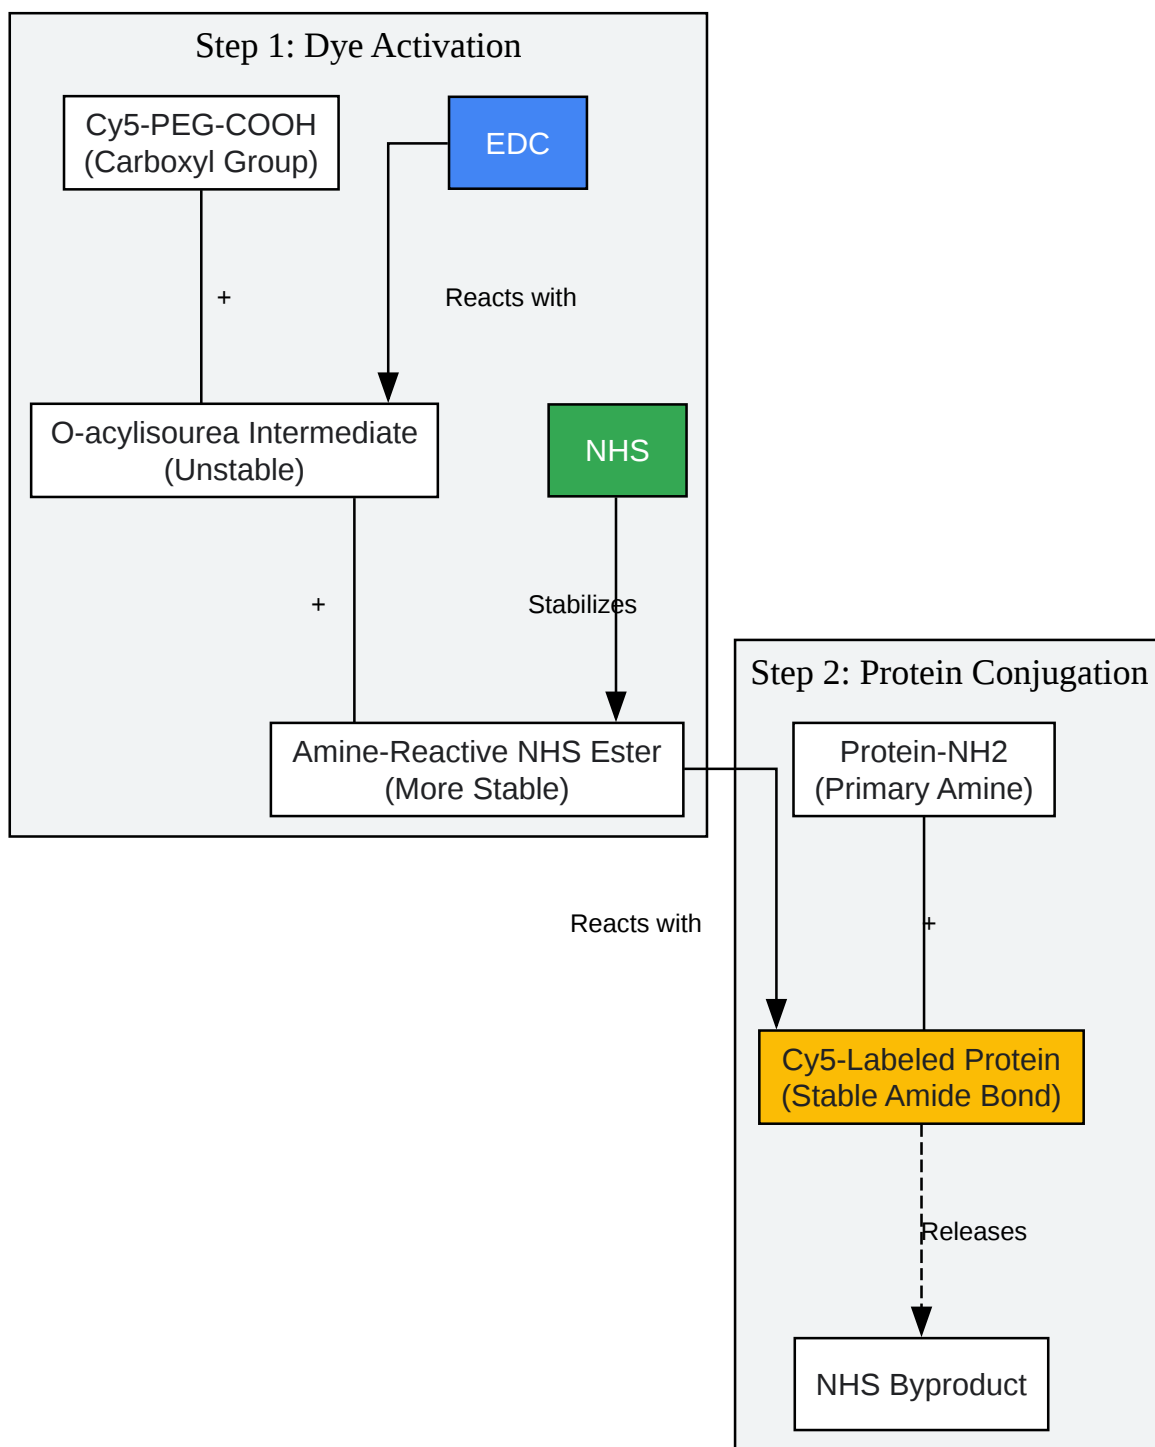 Step 1: Dye Activation
Cy5-PEG-COOH
(Carboxyl Group)
EDC
+
Reacts with
O-acylisourea Intermediate
(Unstable)
NHS
+
Stabilizes
Step 2: Protein Conjugation
Amine-Reactive NHS Ester
(More Stable)
Protein-NH2
(Primary Amine)
Reacts with
+
Cy5-Labeled Protein
(Stable Amide Bond)
Releases
NHS Byproduct